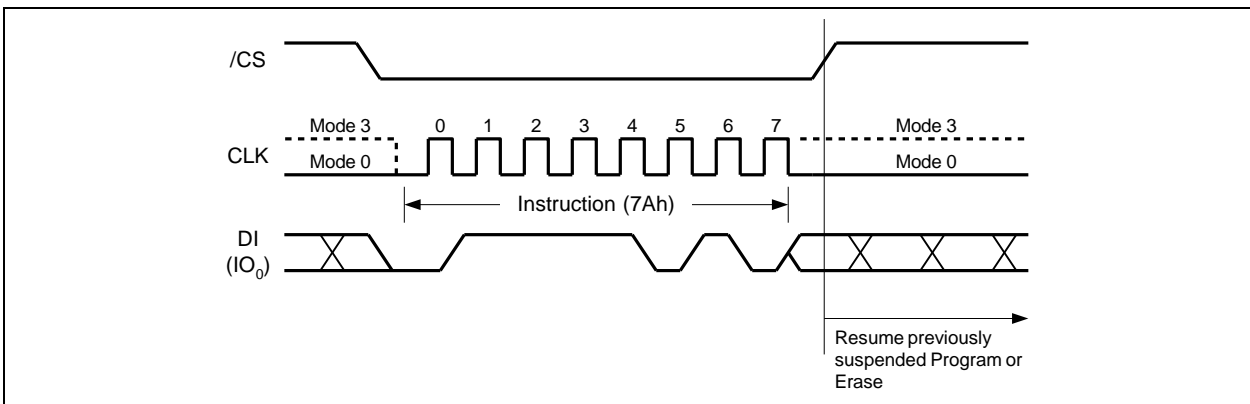 /CS
Mode 3 0 1 2 3 4 5 6 7 Mode 3
CLK
Mode 0 Mode 0
Instruction (7Ah)
DI
(IO0)
Resume previously
suspended Program or
Erase